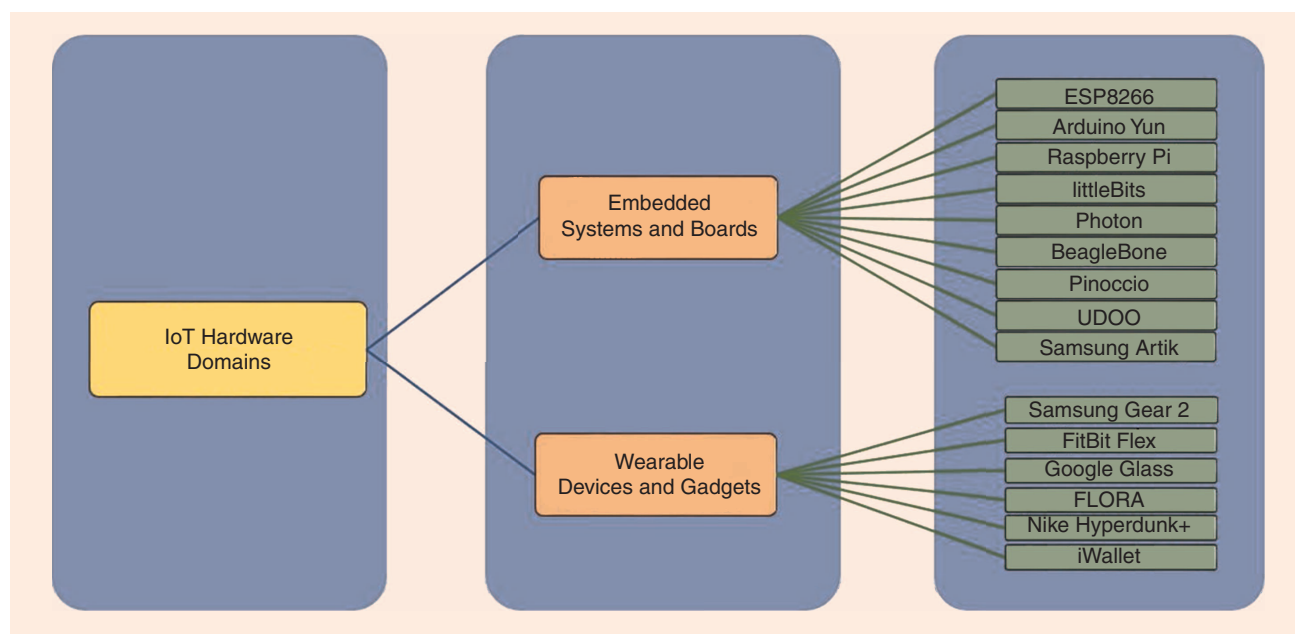 IoT Hardware
Domains
Embedded
Systems and Boards
Wearable
Devices and Gadgets
ESP8266
Arduino Yun
Raspberry Pi
littleBits
Photon
BeagleBone
Pinoccio
UDOO
Samsung Artik
Samsung Gear 2
FitBit Flex
Google Glass
FLORA
Nike Hyperdunk+
iWallet